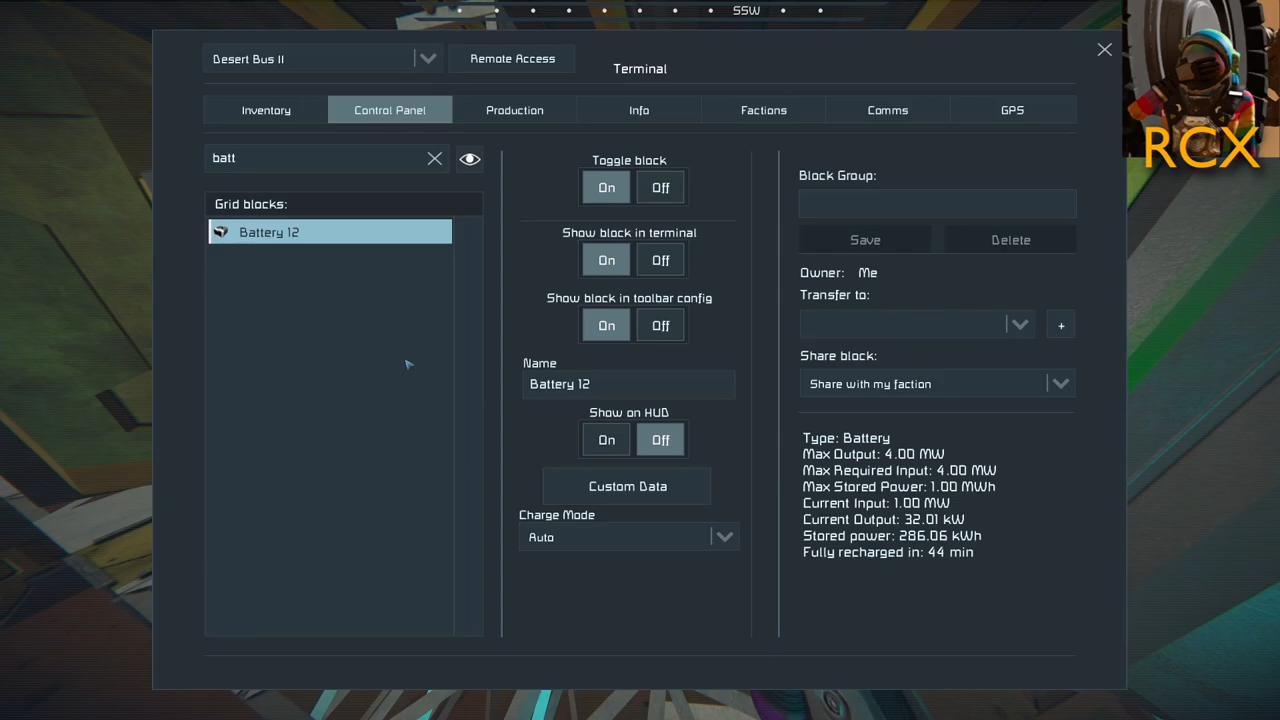 SSW
Desert Bus II
Remote Access
Terminal
RCX
Inventory
Control Panel
Production
Info
Factions
Comms
GPS
batt
Grid blocks:
Battery 12
Toggle block
On Off
Show block in terminal
On Off
Show block in toolbar config
On Off
Name
Battery 12
Show on HUD
On Off
Custom Data
Charge Mode
Auto
Block Group:
Save
Delete
Owner: Me
Transfer to:
+
Share block:
Share with my faction
Type: Battery
Max Output: 4.00 MW
Max Required Input: 4.00 MW
Max Stored Power: 1.00 MWh
Current Input: 1.00 MW
Current Output: 32.01 kW
Stored power: 286.06 kWh
Fully recharged in: 44 min